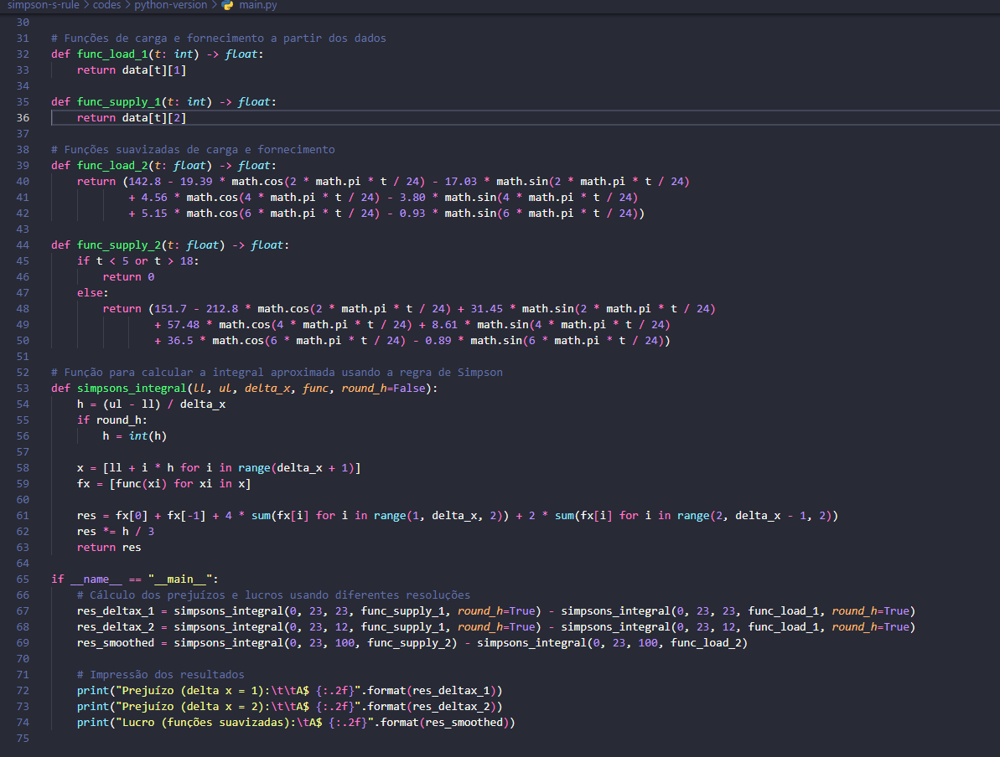 simpson-s-rule > codes > python-version > main.py
30
31 # Funções de carga e fornecimento a partir dos dados
32 def func_load_1(t: int) -> float:
33     return data[t][1]
34
35 def func_supply_1(t: int) -> float:
36     return data[t][2]
37
38 # Funções suavizadas de carga e fornecimento
39 def func_load_2(t: float) -> float:
40     return (142.8 - 19.39 * math.cos(2 * math.pi * t / 24) - 17.03 * math.sin(2 * math.pi * t / 24)
41             + 4.56 * math.cos(4 * math.pi * t / 24) - 3.80 * math.sin(4 * math.pi * t / 24)
42             + 5.15 * math.cos(6 * math.pi * t / 24) - 0.93 * math.sin(6 * math.pi * t / 24))
43
44 def func_supply_2(t: float) -> float:
45     if t < 5 or t > 18:
46         return 0
47     else:
48         return (151.7 - 212.8 * math.cos(2 * math.pi * t / 24) + 31.45 * math.sin(2 * math.pi * t / 24)
49                 + 57.48 * math.cos(4 * math.pi * t / 24) + 8.61 * math.sin(4 * math.pi * t / 24)
50                 + 36.5 * math.cos(6 * math.pi * t / 24) - 0.89 * math.sin(6 * math.pi * t / 24))
51
52 # Função para calcular a integral aproximada usando a regra de Simpson
53 def simpsons_integral(ll, ul, delta_x, func, round_h=False):
54     h = (ul - ll) / delta_x
55     if round_h:
56         h = int(h)
57
58     x = [ll + i * h for i in range(delta_x + 1)]
59     fx = [func(xi) for xi in x]
60
61     res = fx[0] + fx[-1] + 4 * sum(fx[i] for i in range(1, delta_x, 2)) + 2 * sum(fx[i] for i in range(2, delta_x - 1, 2))
62     res *= h / 3
63     return res
64
65 if __name__ == "__main__":
66     # Cálculo dos prejuízos e lucros usando diferentes resoluções
67     res_deltax_1 = simpsons_integral(0, 23, 23, func_supply_1, round_h=True) - simpsons_integral(0, 23, 23, func_load_1, round_h=True)
68     res_deltax_2 = simpsons_integral(0, 23, 12, func_supply_1, round_h=True) - simpsons_integral(0, 23, 12, func_load_1, round_h=True)
69     res_smoothed = simpsons_integral(0, 23, 100, func_supply_2) - simpsons_integral(0, 23, 100, func_load_2)
70
71     # Impressão dos resultados
72     print("Prejuízo (delta x = 1):\t\tA$ {:.2f}".format(res_deltax_1))
73     print("Prejuízo (delta x = 2):\t\tA$ {:.2f}".format(res_deltax_2))
74     print("Lucro (funções suavizadas):\tA$ {:.2f}".format(res_smoothed))
75